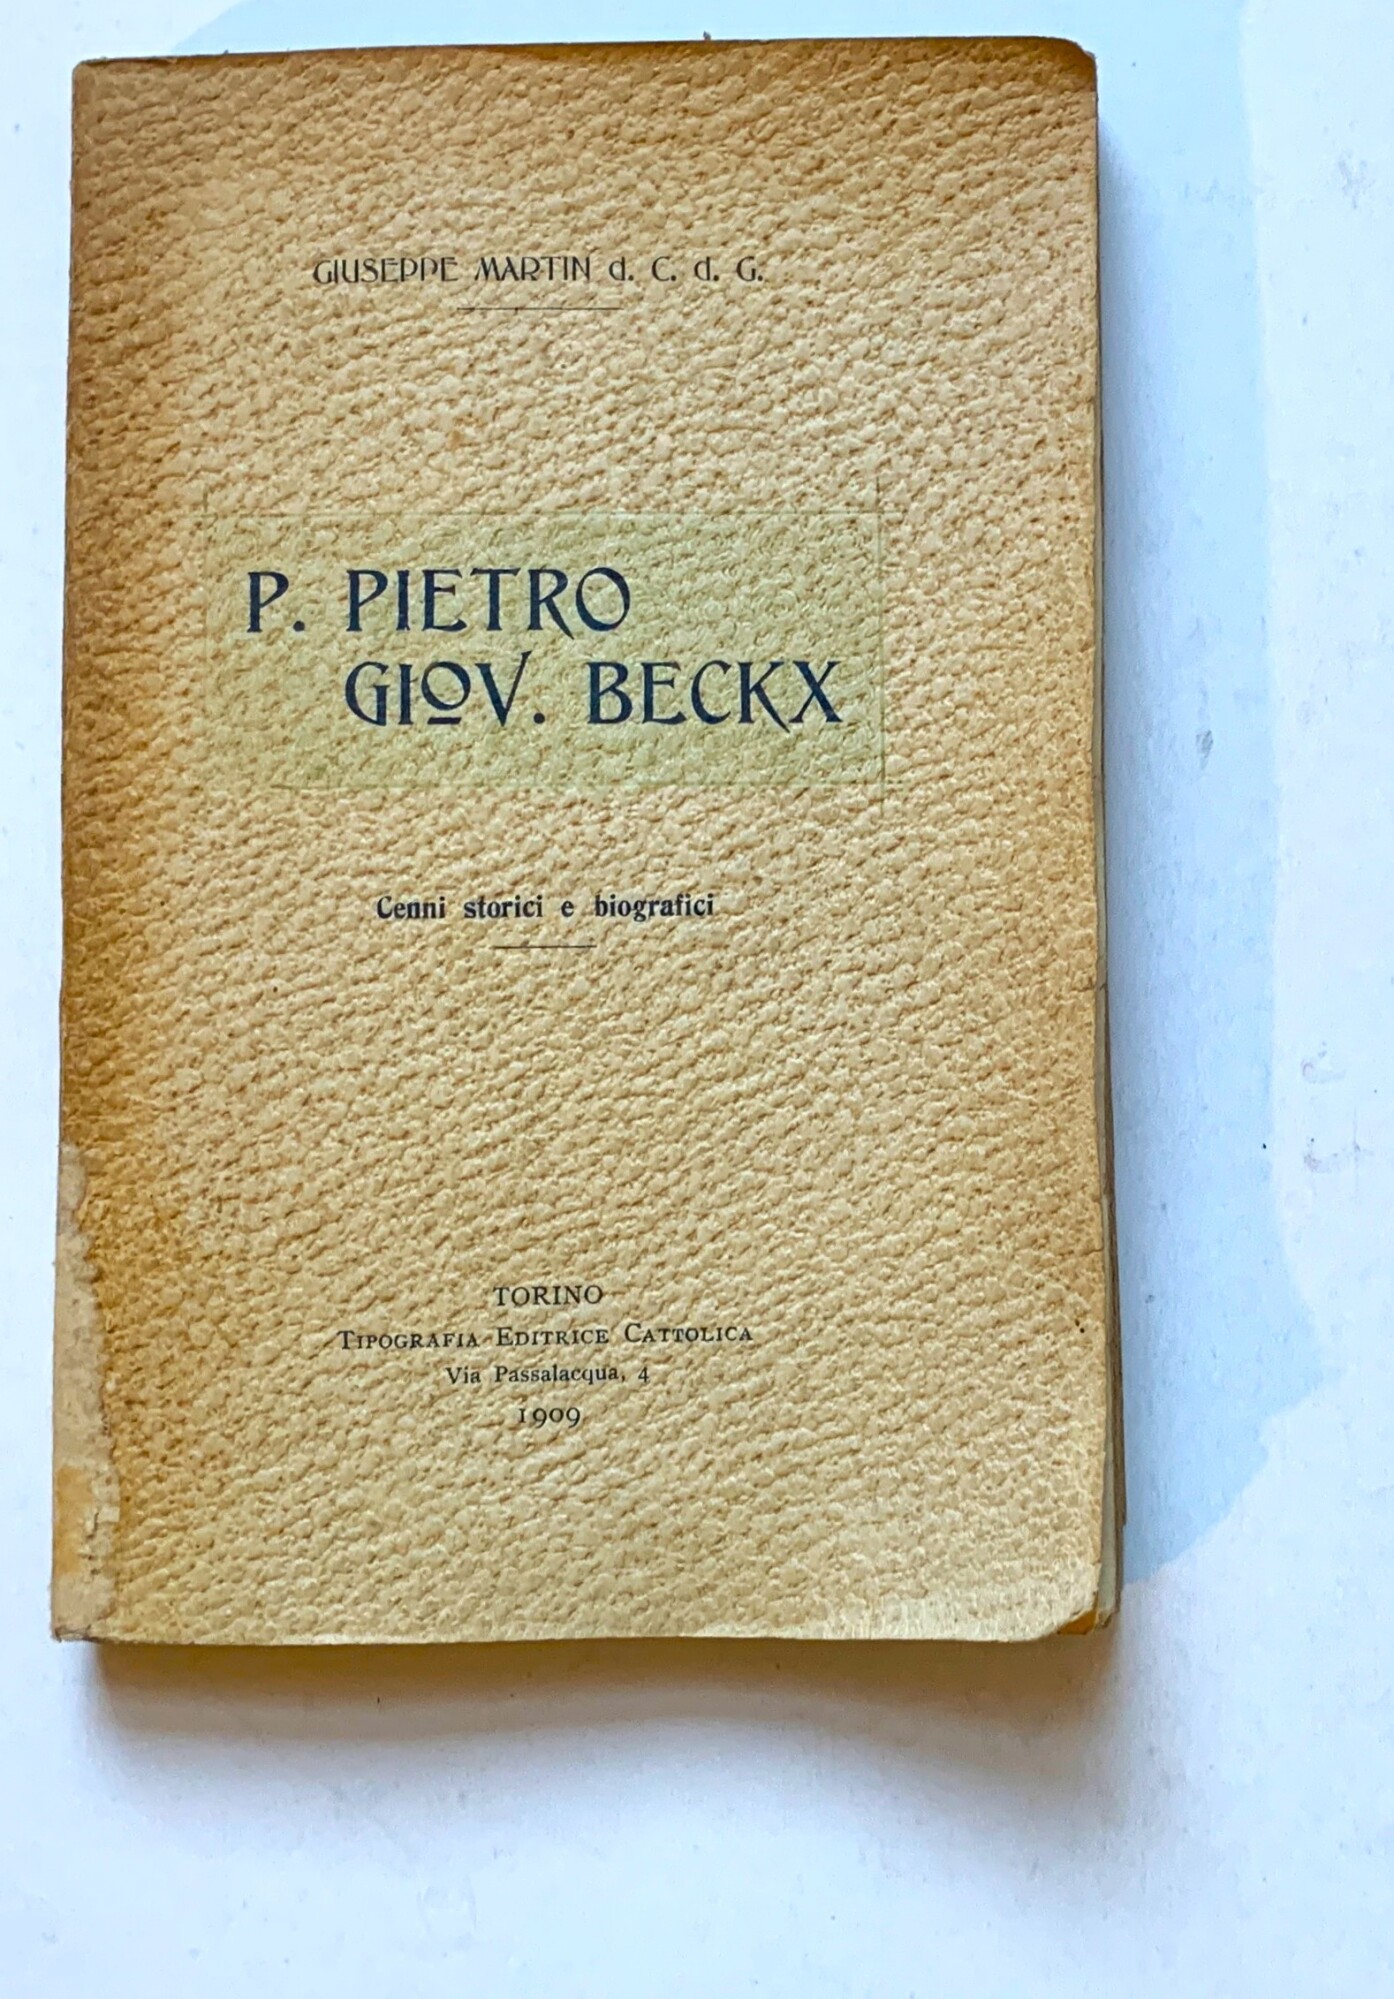 GIUSEPPE MARTIN d. C. d. G.
P. PIETRO
GIOV. BECKX
Cenni storici e biografici
TORINO
TIPOGRAFIA EDITRICE CATTOLICA
Via Passalacqua, 4
1909